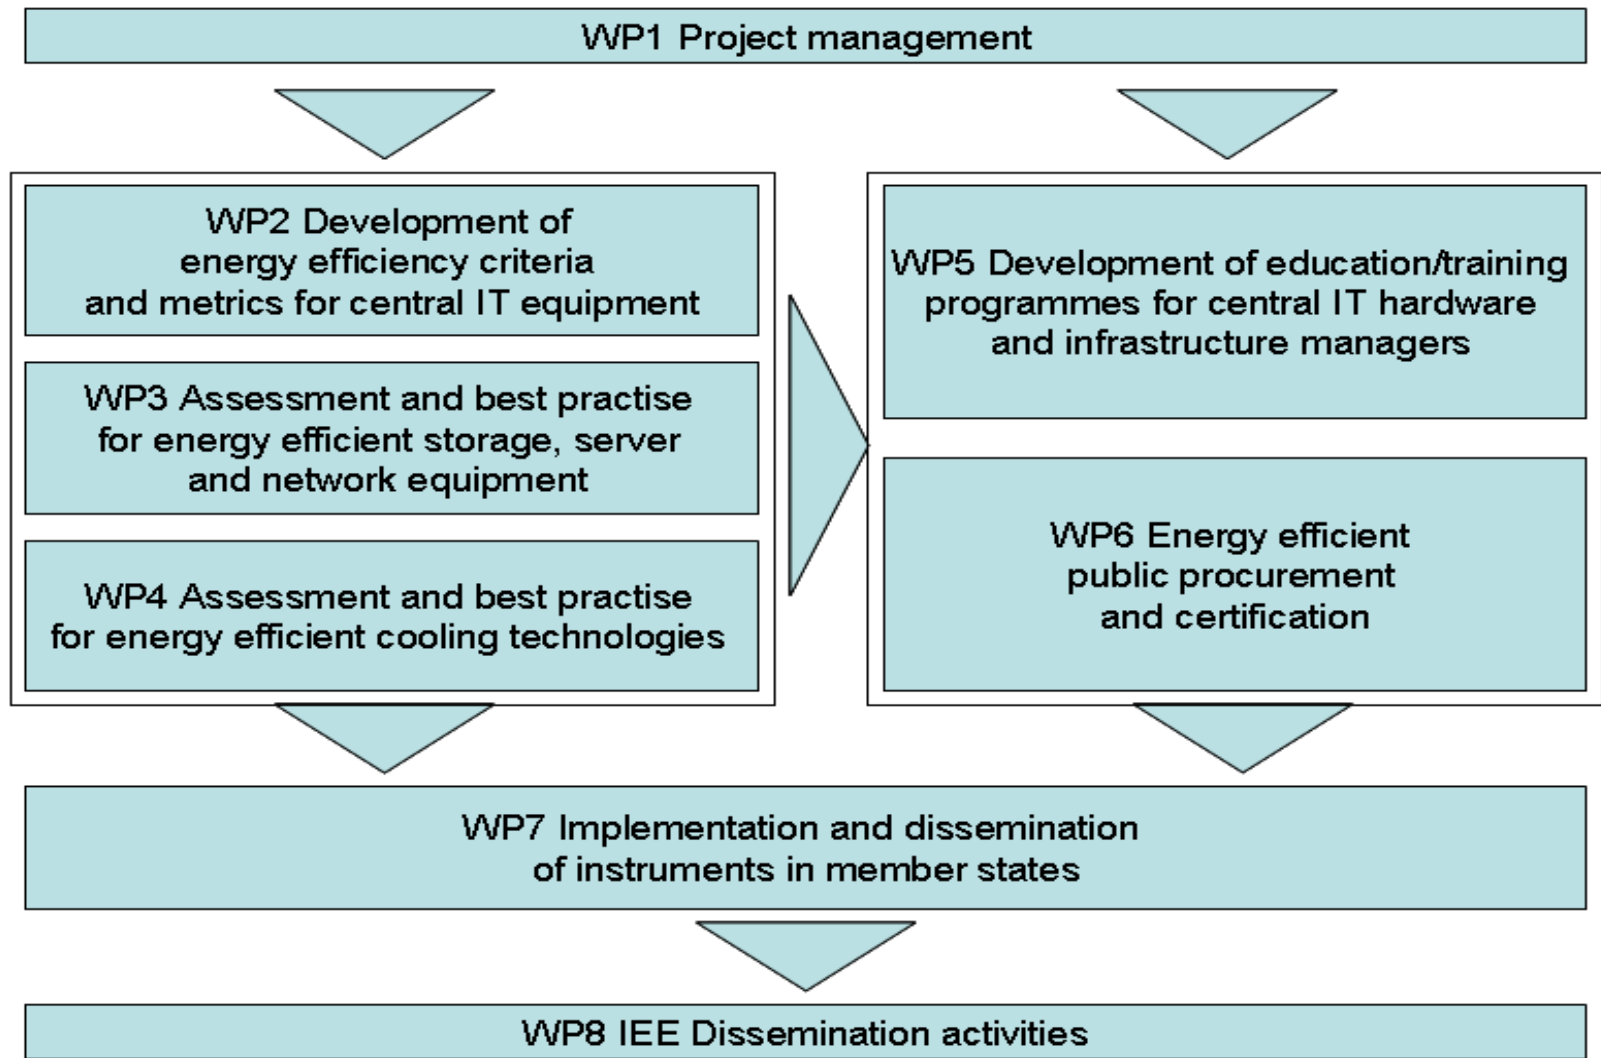 WP1 Project management
WP2 Development of
energy efficiency criteria
and metrics for central IT equipment
WP3 Assessment and best practise
for energy efficient storage, server
and network equipment
WP4 Assessment and best practise
for energy efficient cooling technologies
WP5 Development of education/training
programmes for central IT hardware
and infrastructure managers
WP6 Energy efficient
public procurement
and certification
WP7 Implementation and dissemination
of instruments in member states
WP8 IEE Dissemination activities